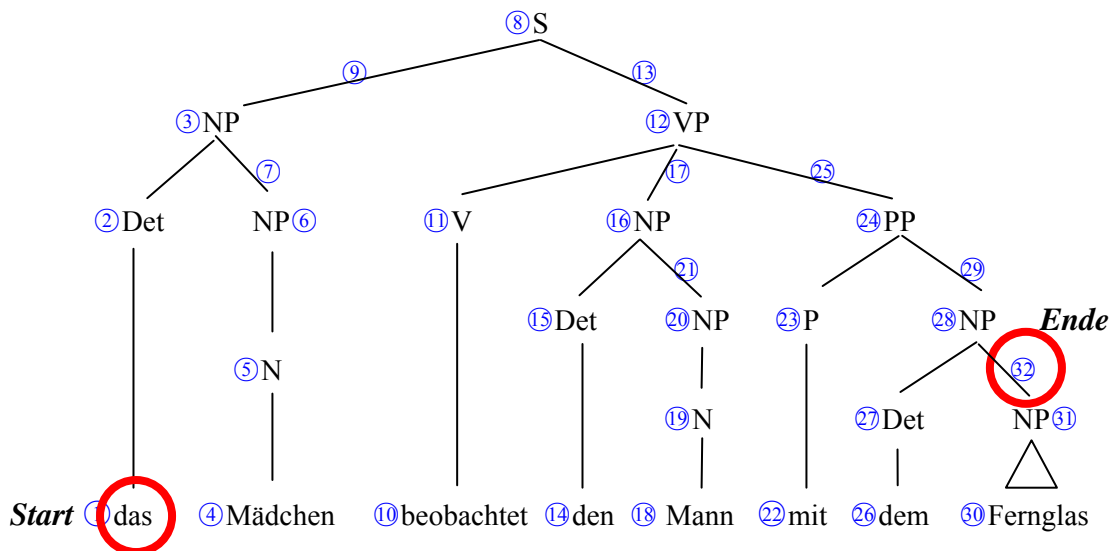 ⑧S
⑨ ⑬
③NP ⑫VP
⑦ ⑰ ㉕
②Det NP⑥ ⑪V ⑯NP ㉔PP
㉑ ㉙
⑮Det ⑳NP ㉓P ㉘NP Ende
⑤N ㉜
⑲N ㉗Det NP㉛
Start ①das ④Mädchen ⑩beobachtet ⑭den ⑱ Mann ㉒mit ㉖dem ㉚Fernglas